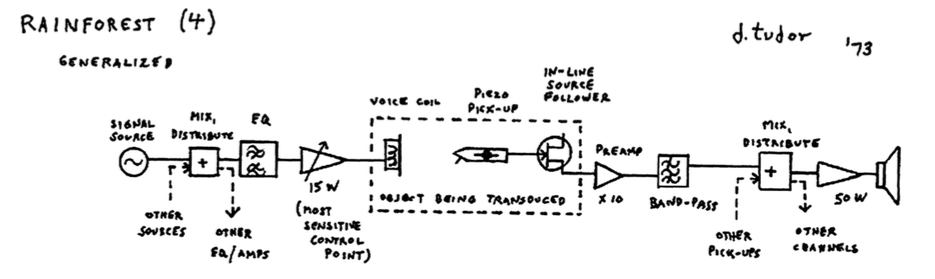 RAINFOREST (4)
d.tudor '73
GENERALIZED
SIGNAL
SOURCE
MIX,
DISTRIBUTE
EQ
15 W
(MOST
SENSITIVE
CONTROL
POINT)
OTHER
SOURCES
OTHER
EQ/AMPS
VOICE COIL
PIEZO
PICK-UP
IN-LINE
SOURCE
FOLLOWER
OBJECT BEING TRANSDUCED
PREAMP
X 10
BAND-PASS
MIX,
DISTRIBUTE
50 W
OTHER
PICK-UPS
OTHER
CHANNELS